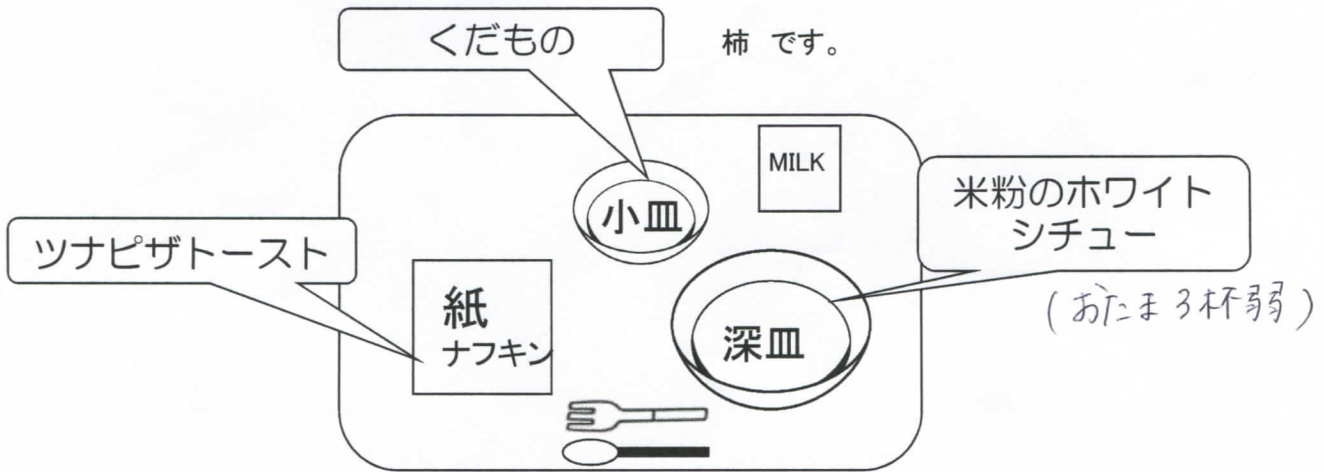 くだもの
柿 です。
MILK
小皿
米粉のホワイト
シチュー
ツナピザトースト
(おたま3杯弱)
紙
ナフキン
深皿